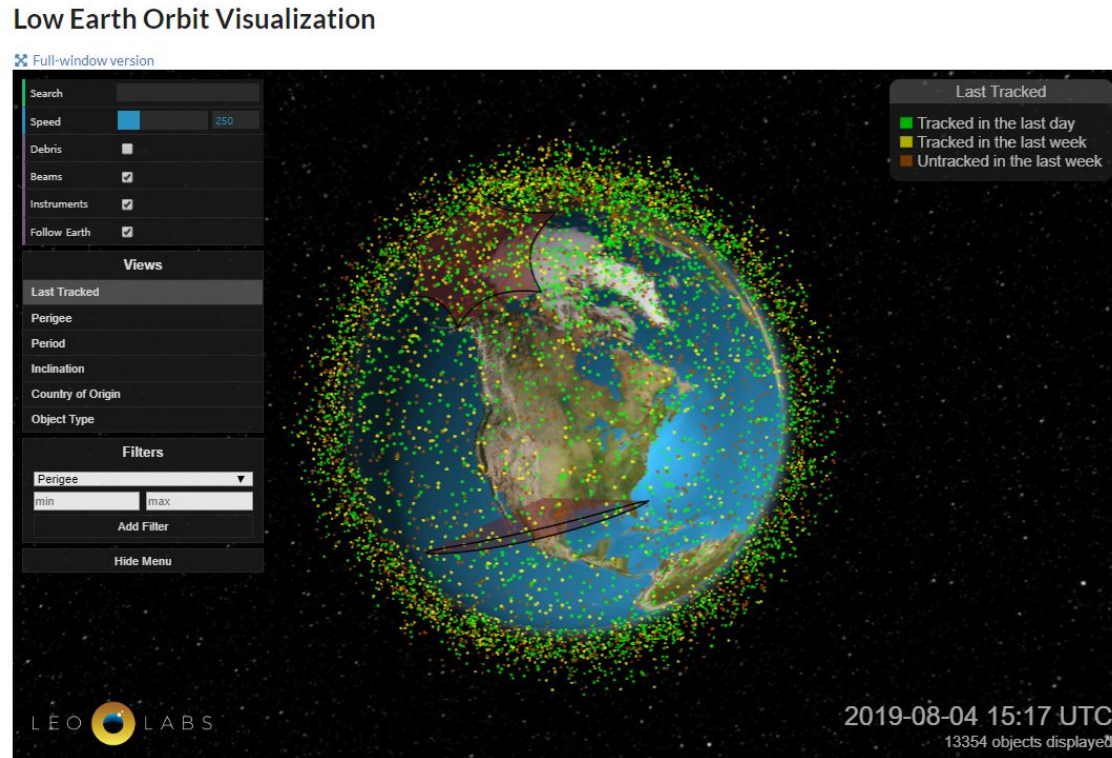 Low Earth Orbit Visualization
Full-window version
Search
Speed 250
Debris
Beams
Instruments
Follow Earth
Views
Last Tracked
Perigee
Period
Inclination
Country of Origin
Object Type
Filters
Perigee
min max
Add Filter
Hide Menu
Last Tracked
Tracked in the last day
Tracked in the last week
Untracked in the last week
LEO LABS
2019-08-04 15:17 UTC
13354 objects displayed